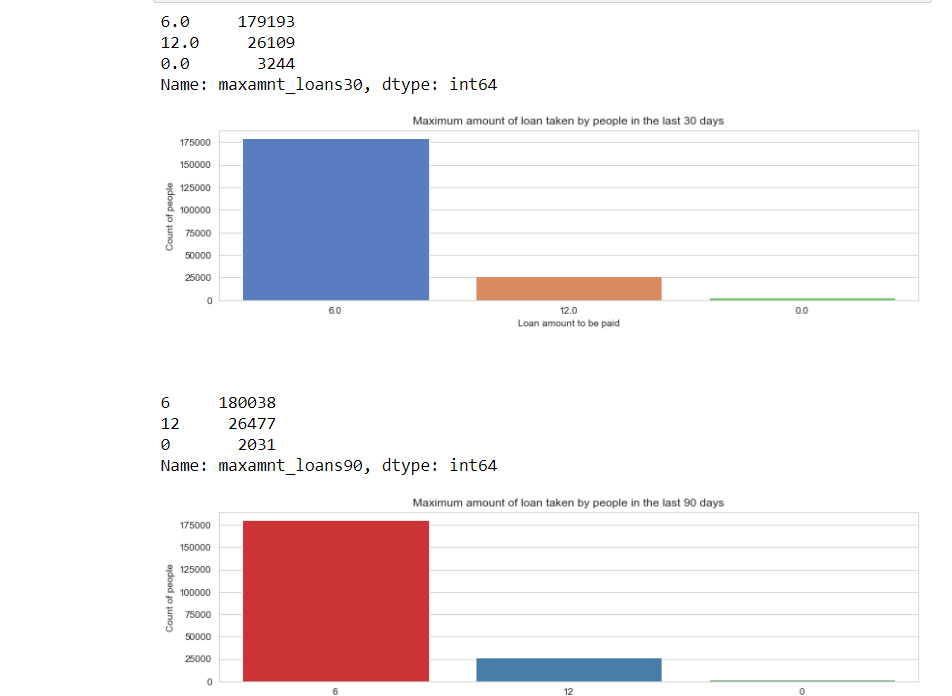 6.0     179193
12.0     26109
0.0       3244
Name: maxamnt_loans30, dtype: int64
Maximum amount of loan taken by people in the last 30 days
175000
150000
125000
100000
75000
50000
25000
0
Count of people
6.0 12.0 0.0
Loan amount to be paid
6     180038
12     26477
0       2031
Name: maxamnt_loans90, dtype: int64
Maximum amount of loan taken by people in the last 90 days
175000
150000
125000
100000
75000
50000
25000
0
Count of people
6 12 0